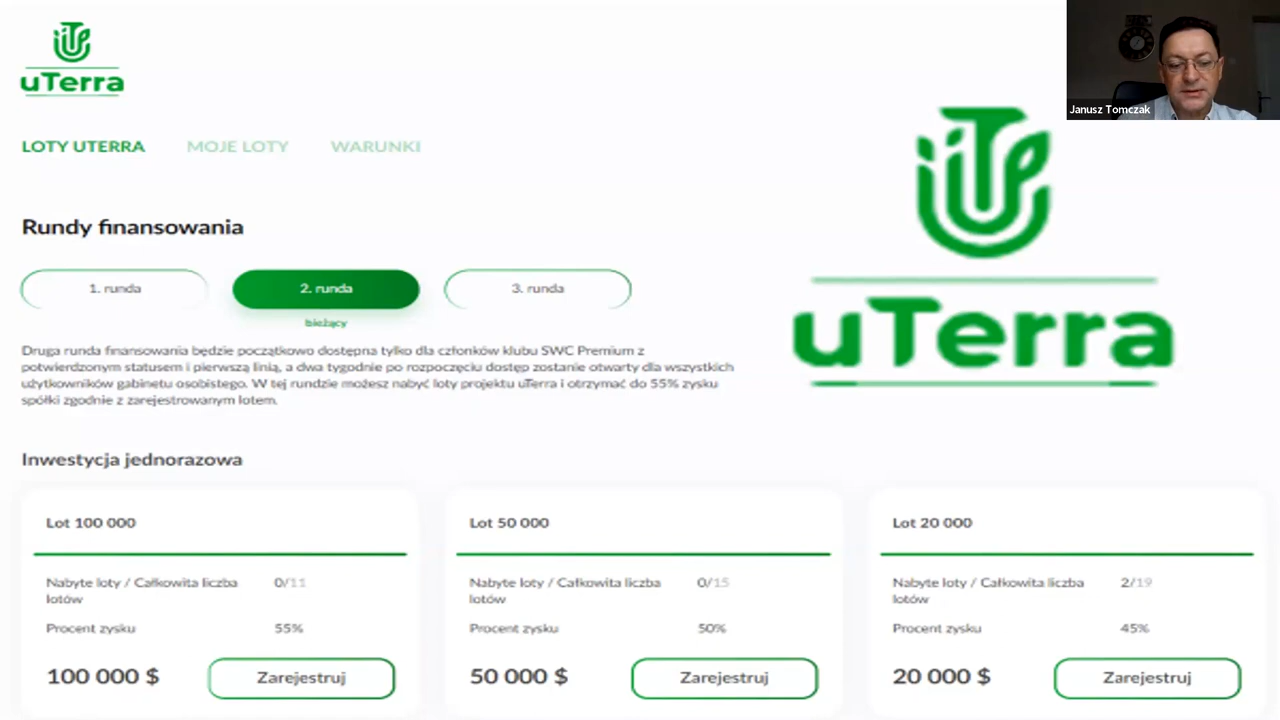 uTerra
Janusz Tomczak
LOTY UTERRA MOJE LOTY WARUNKI
uTerra
Rundy finansowania
1. runda 2. runda 3. runda
bieżący
Druga runda finansowania będzie początkowo dostępna tylko dla członków klubu SWC Premium z
potwierdzonym statusem i pierwszą linią, a dwa tygodnie po rozpoczęciu dostęp zostanie otwarty dla wszystkich
użytkowników gabinetu osobistego. W tej rundzie możesz nabyć loty projektu uTerra i otrzymać do 55% zysku
spółki zgodnie z zarejestrowanym lotem.
Inwestycja jednorazowa
Lot 100 000
Nabyte loty / Całkowita liczba 0/11
lotów
Procent zysku 55%
100 000 $ Zarejestruj
Lot 50 000
Nabyte loty / Całkowita liczba 0/15
lotów
Procent zysku 50%
50 000 $ Zarejestruj
Lot 20 000
Nabyte loty / Całkowita liczba 2/19
lotów
Procent zysku 45%
20 000 $ Zarejestruj